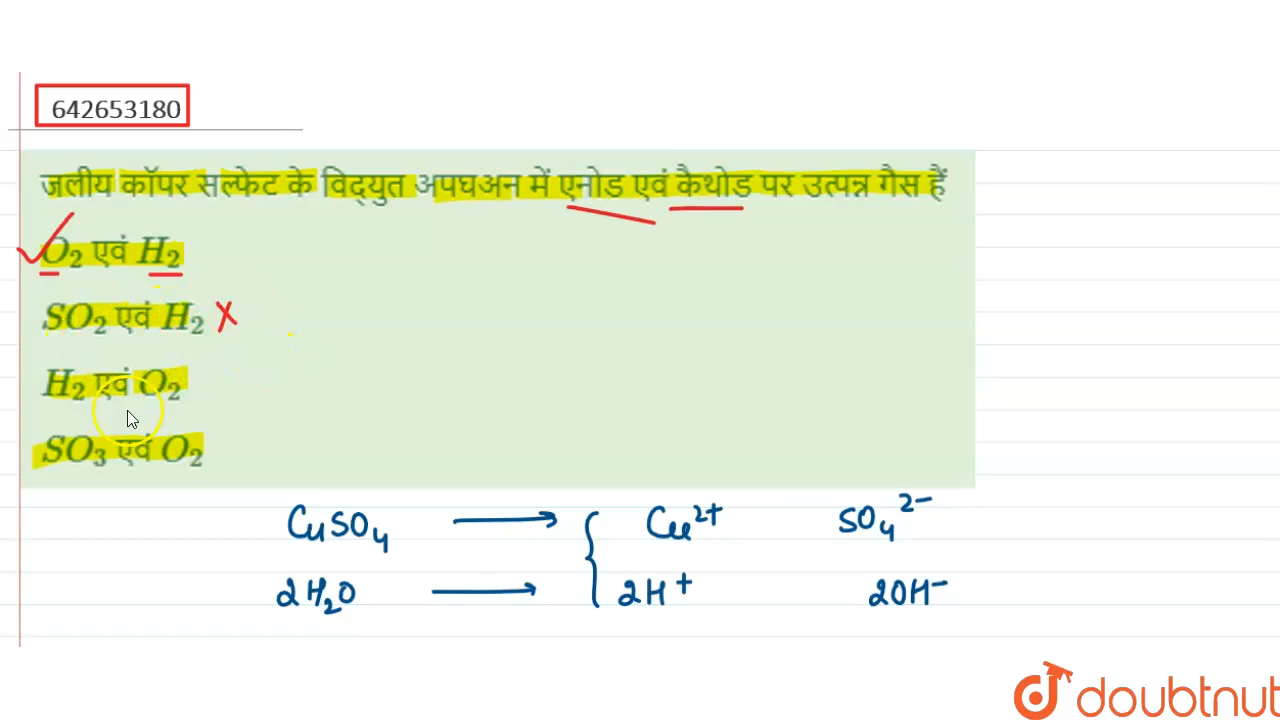 642653180
जलीय कॉपर सल्फेट के विद्युत अपघअन में एनोड एवं कैथोड पर उत्पन्न गैस हैं
O₂ एवं H₂
SO₂ एवं H₂ X
H₂ एवं O₂
SO₃ एवं O₂
CuSO₄ ⟶ { Cu²⁺ SO₄²⁻
2H₂O ⟶ 2H⁺ 2OH⁻
doubtnut